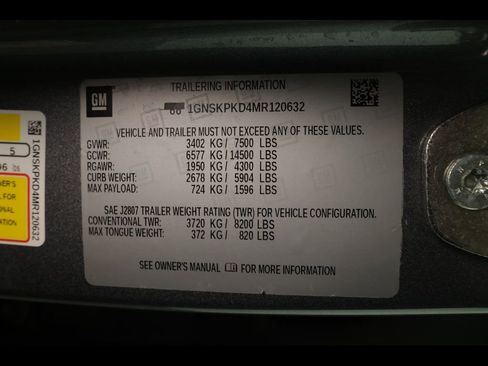 GM
TRAILERING INFORMATION
1GNSKPKD4MR120632
VEHICLE AND TRAILER MUST NOT EXCEED ANY OF THESE VALUES.
GVWR: 3402 KG / 7500 LBS
GCWR: 6577 KG / 14500 LBS
RGAWR: 1950 KG / 4300 LBS
CURB WEIGHT: 2678 KG / 5904 LBS
MAX PAYLOAD: 724 KG / 1596 LBS
SAE J2807 TRAILER WEIGHT RATING (TWR) FOR VEHICLE CONFIGURATION.
CONVENTIONAL TWR: 3720 KG / 8200 LBS
MAX TONGUE WEIGHT: 372 KG / 820 LBS
SEE OWNER'S MANUAL FOR MORE INFORMATION
5
1GNSKPKD4MR120632